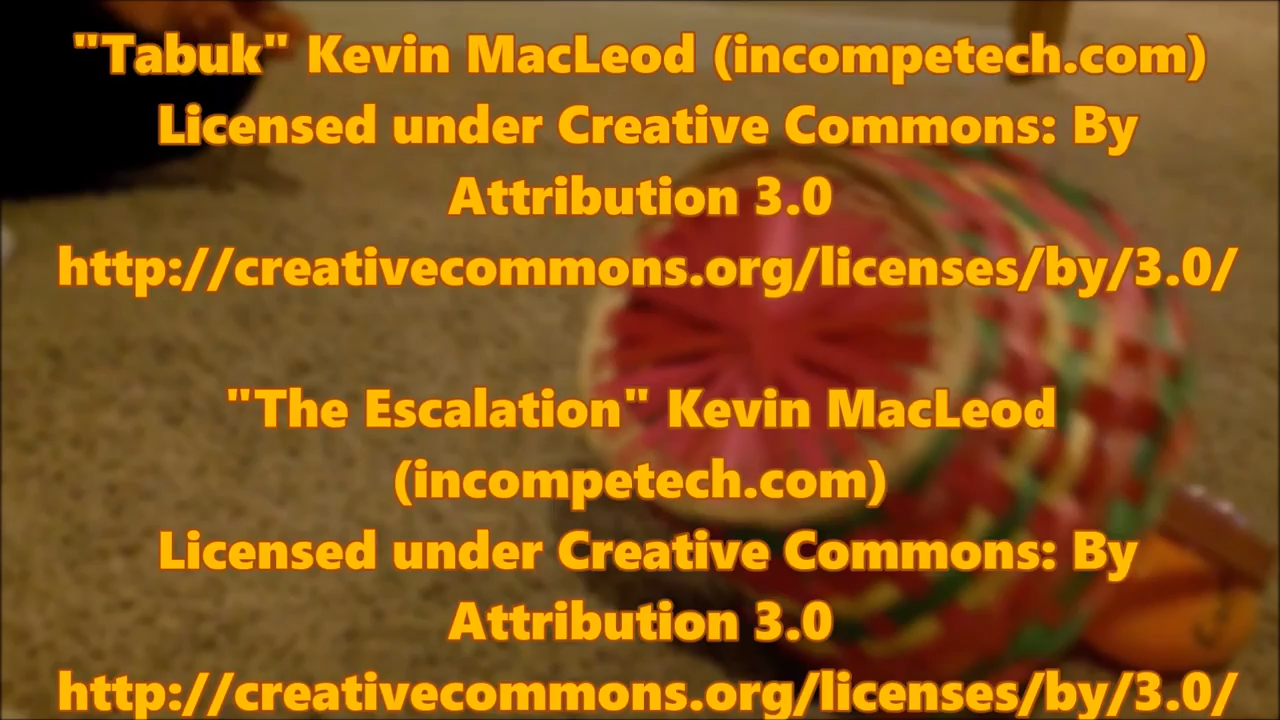 "Tabuk" Kevin MacLeod (incompetech.com)
Licensed under Creative Commons: By
Attribution 3.0
http://creativecommons.org/licenses/by/3.0/
"The Escalation" Kevin MacLeod
(incompetech.com)
Licensed under Creative Commons: By
Attribution 3.0
http://creativecommons.org/licenses/by/3.0/